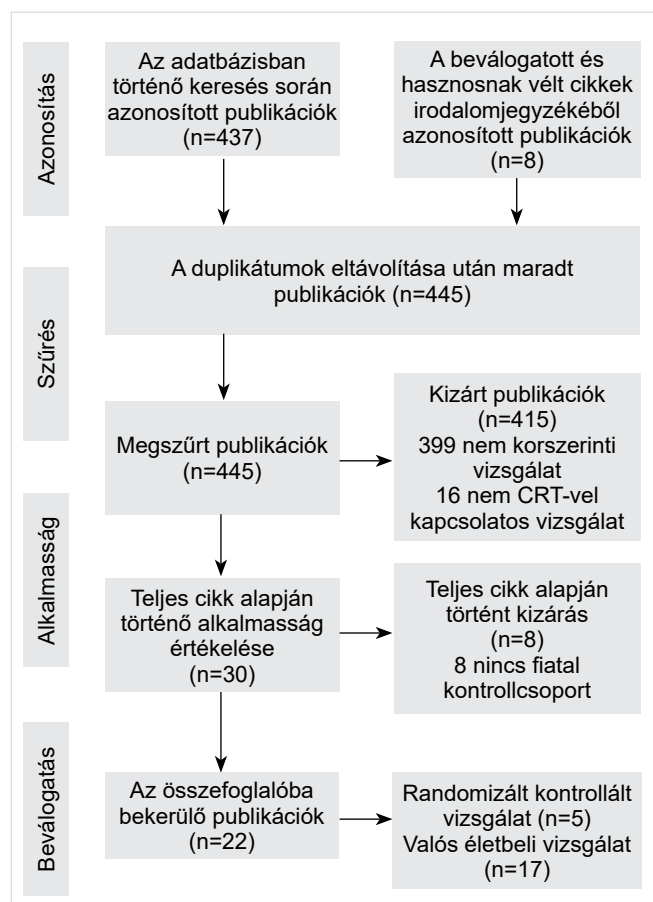 Azonosítás
Az adatbázisban
történő keresés során
azonosított publikációk
(n=437)
A beválogatott és
hasznosnak vélt cikkek
irodalomjegyzékéből
azonosított publikációk
(n=8)
Szűrés
A duplikátumok eltávolítása után maradt
publikációk (n=445)
Megszűrt publikációk
(n=445)
Kizárt publikációk
(n=415)
399 nem korszerinti
vizsgálat
16 nem CRT-vel
kapcsolatos vizsgálat
Alkalmasság
Teljes cikk alapján
történő alkalmasság
értékelése
(n=30)
Teljes cikk alapján
történt kizárás
(n=8)
8 nincs fiatal
kontrollcsoport
Beválogatás
Az összefoglalóba
bekerülő publikációk
(n=22)
Randomizált kontrollált
vizsgálat (n=5)
Valós életbeli vizsgálat
(n=17)